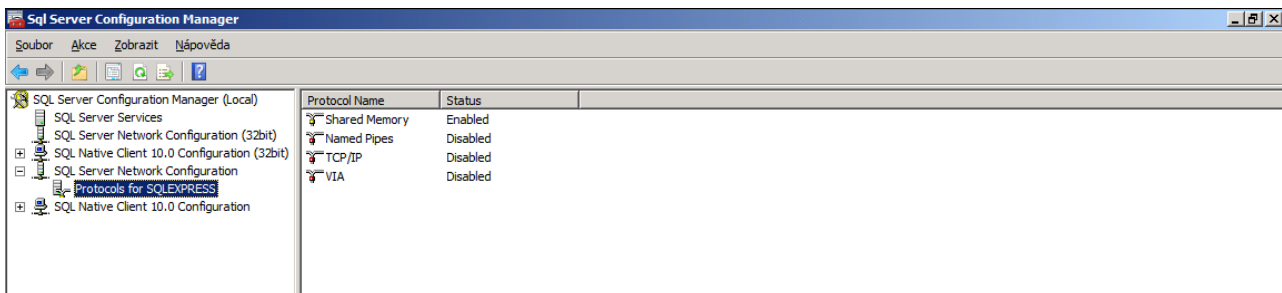 Sql Server Configuration Manager
Soubor Akce Zobrazit Nápověda
SQL Server Configuration Manager (Local)
SQL Server Services
SQL Server Network Configuration (32bit)
SQL Native Client 10.0 Configuration (32bit)
SQL Server Network Configuration
Protocols for SQLEXPRESS
SQL Native Client 10.0 Configuration
Protocol Name Status
Shared Memory Enabled
Named Pipes Disabled
TCP/IP Disabled
VIA Disabled